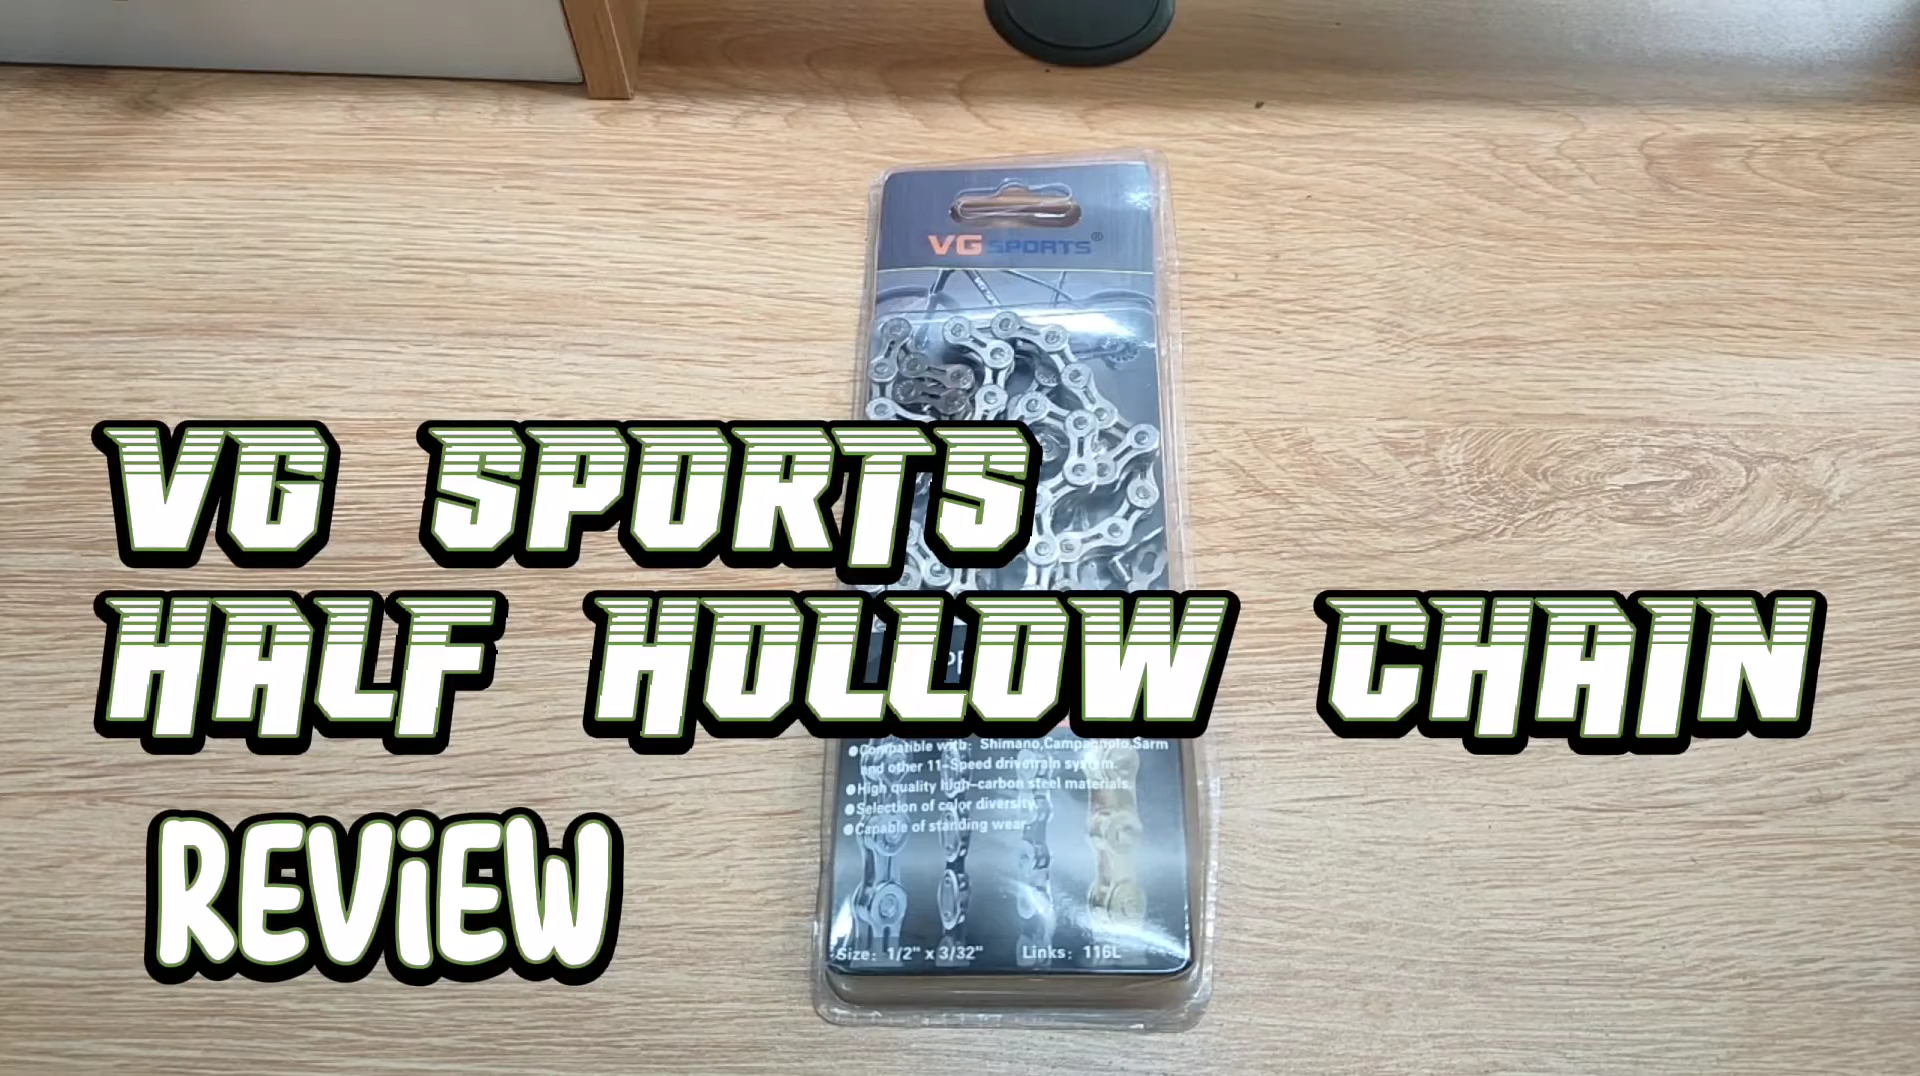 VG SPORTS®
VG SPORTS
HALF HOLLOW CHAIN
REVIEW
●Compatible with: Shimano,Campagnolo,Sarm
and other 11-Speed drivetrain system.
●High quality high-carbon steel materials.
●Selection of color diversity.
●Capable of standing wear.
Size: 1/2" x 3/32" Links: 116L